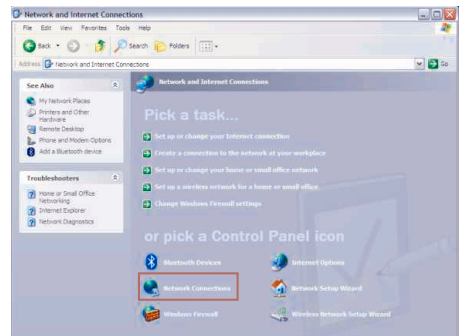 Network and Internet Connections
File Edit View Favorites Tools Help
Back Search Folders
Address Network and Internet Connections Go
See Also
My Network Places
Printers and Other Hardware
Remote Desktop
Phone and Modem Options
Add a Bluetooth device
Troubleshooters
Home or Small Office Networking
Internet Explorer
Network Diagnostics
Network and Internet Connections
Pick a task...
Set up or change your Internet connection
Create a connection to the network at your workplace
Set up or change your home or small office network
Set up a wireless network for a home or small office
Change Windows Firewall settings
or pick a Control Panel icon
Bluetooth Devices
Internet Options
Network Connections
Network Setup Wizard
Windows Firewall
Wireless Network Setup Wizard